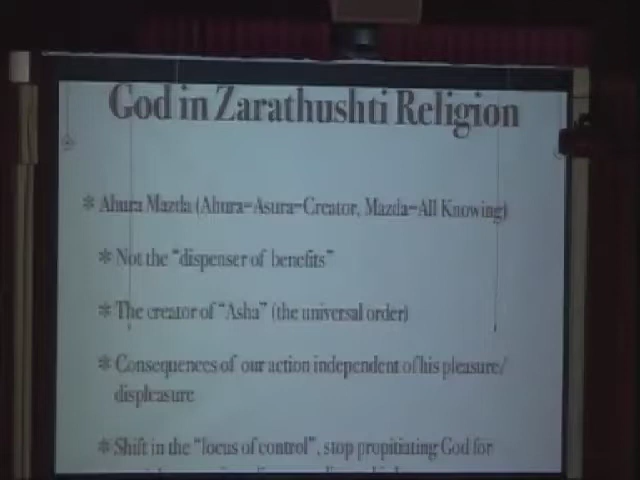 God in Zarathushti Religion
* Ahura Mazda (Ahura=Asura=Creator, Mazda=All Knowing)
* Not the "dispenser of benefits"
* The creator of "Asha" (the universal order)
* Consequences of our action independent of his pleasure/
displeasure
* Shift in the "locus of control", stop propitiating God for